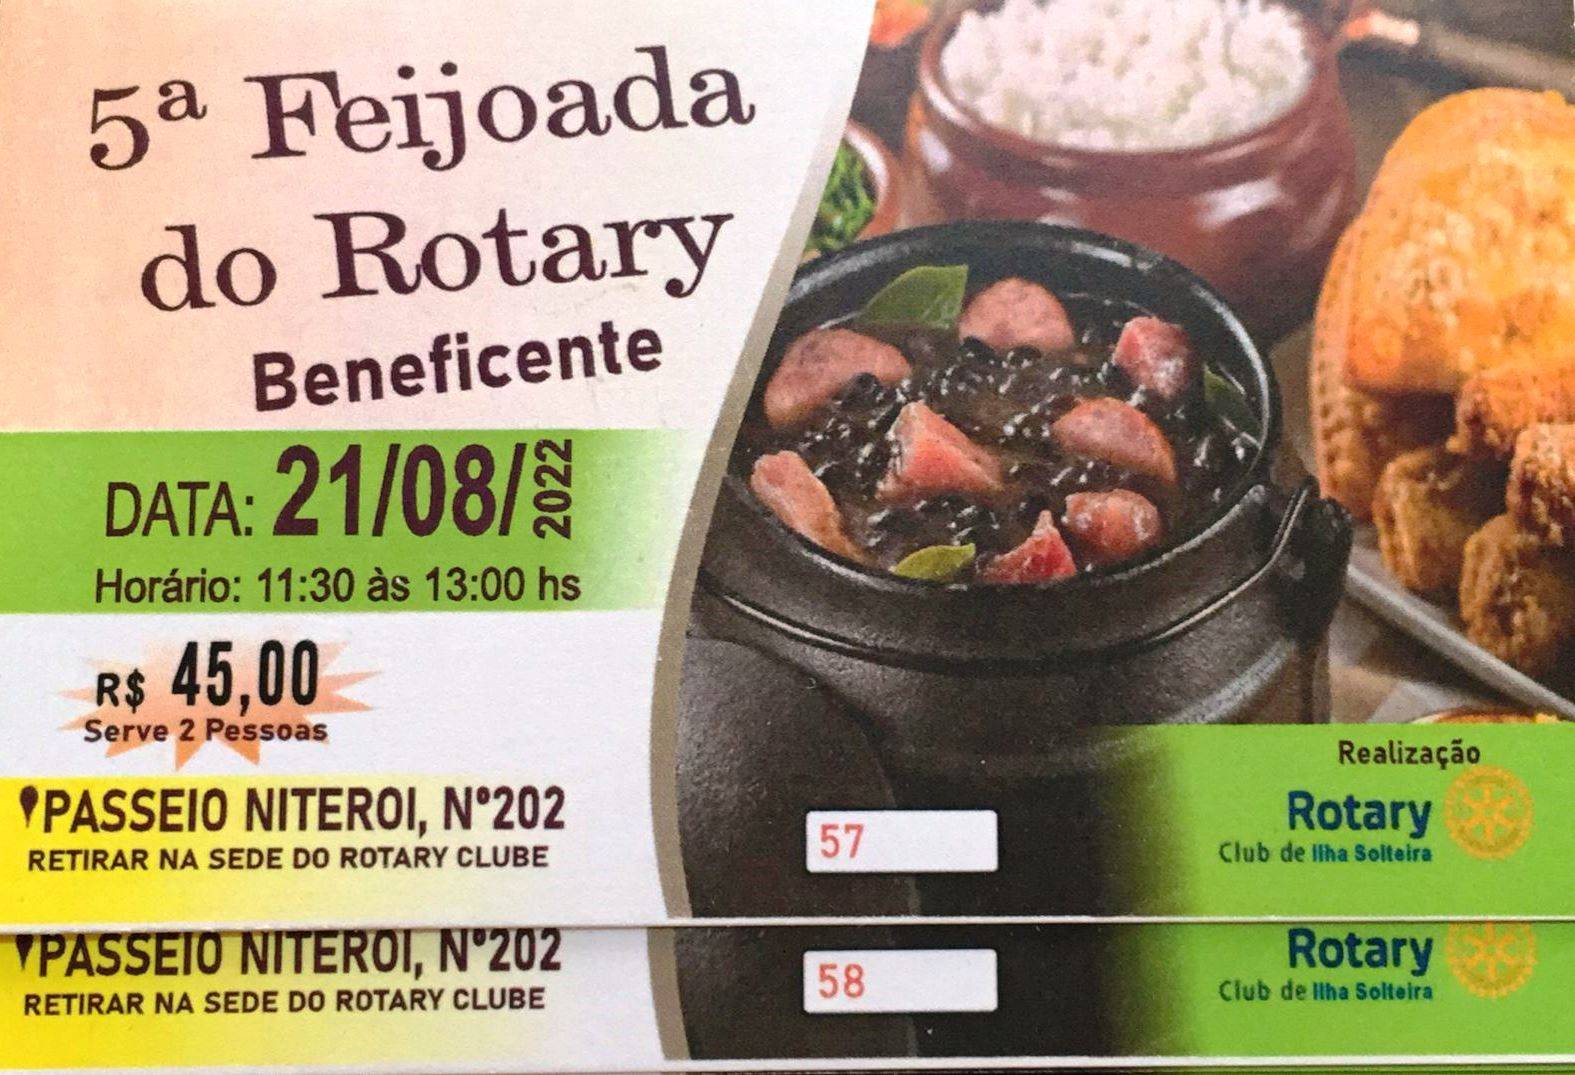 5ª Feijoada
do Rotary
Beneficente
DATA: 21/08/2022
Horário: 11:30 às 13:00 hs
R$ 45,00
Serve 2 Pessoas
PASSEIO NITEROI, Nº202
RETIRAR NA SEDE DO ROTARY CLUBE
57
Realização
Rotary
Club de Ilha Solteira
PASSEIO NITEROI, Nº202
RETIRAR NA SEDE DO ROTARY CLUBE
58
Rotary
Club de Ilha Solteira